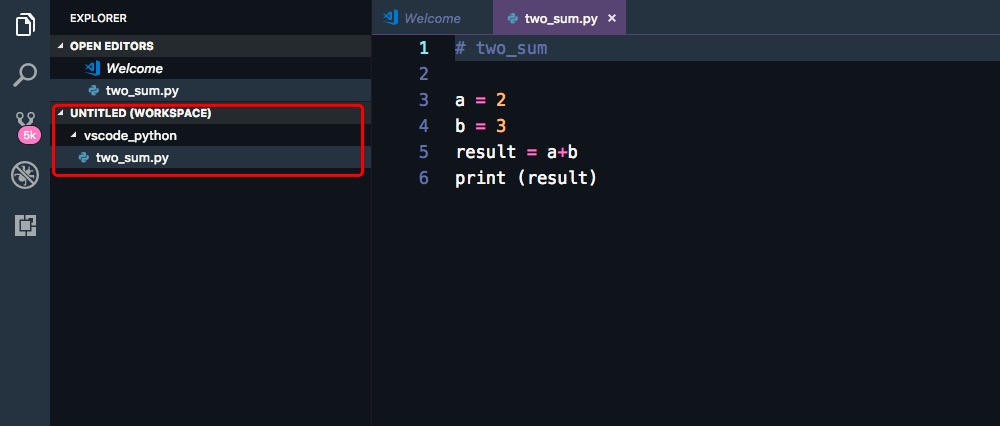 EXPLORER
OPEN EDITORS
Welcome
two_sum.py
UNTITLED (WORKSPACE)
vscode_python
two_sum.py
5k
Welcome
two_sum.py ×
1 # two_sum
2
3 a = 2
4 b = 3
5 result = a+b
6 print (result)